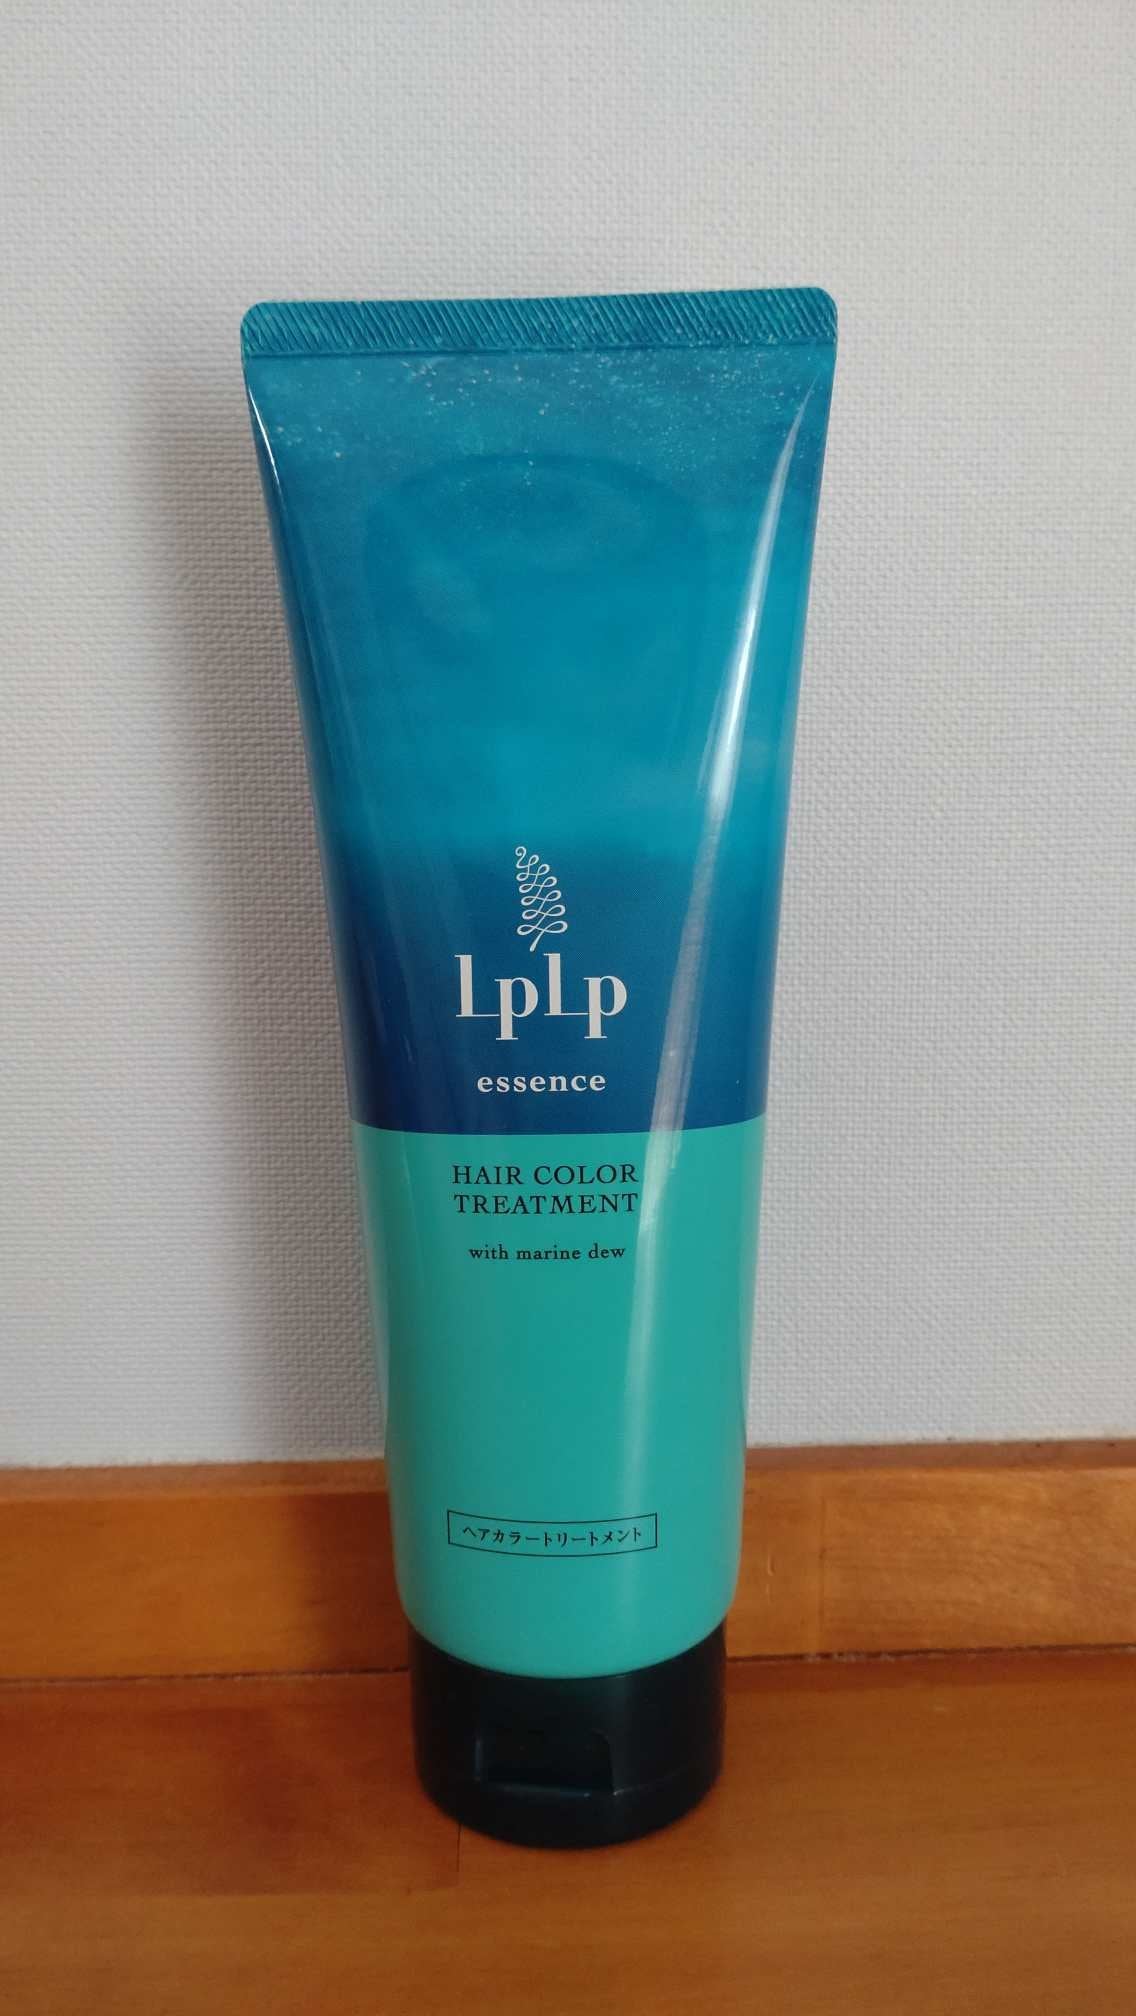 LpLp
essence
HAIR COLOR
TREATMENT
with marine dew
ヘアカラートリートメント